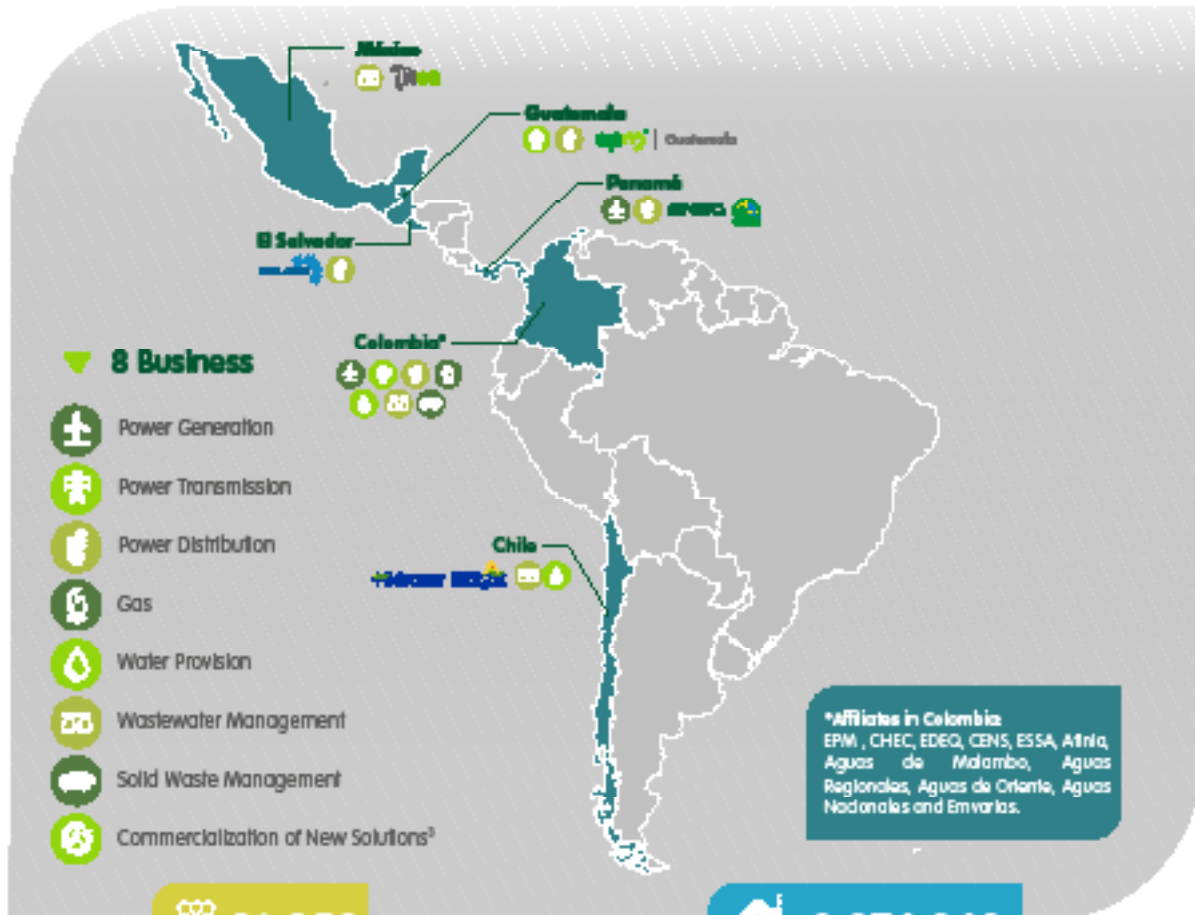 México
Guatemala
Guatemala
Panamá
El Salvador
Colombia*
8 Business
Power Generation
Power Transmission
Power Distribution
Gas
Water Provision
Wastewater Management
Solid Waste Management
Commercialization of New Solutions³
Chile
*Affiliates in Colombia:
EPM , CHEC, EDEQ, CENS, ESSA, Afinia,
Aguas de Malambo, Aguas
Regionales, Aguas de Oriente, Aguas
Nacionales and Emvarias.